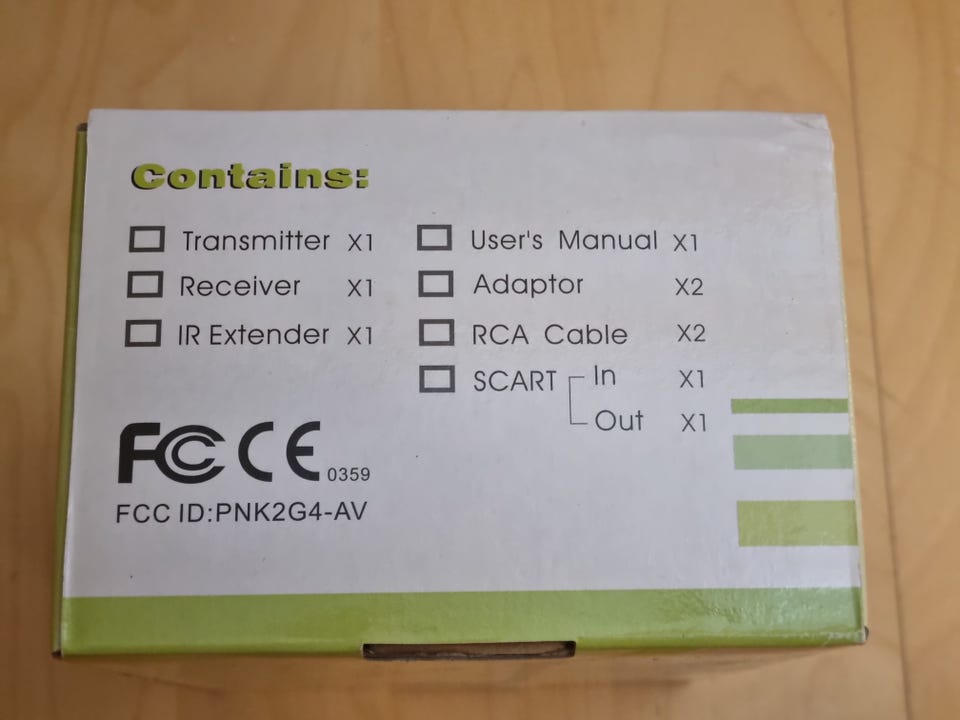 Contains:
Transmitter X1
Receiver X1
IR Extender X1
User's Manual X1
Adaptor X2
RCA Cable X2
SCART In X1
Out X1
FC CE 0359
FCC ID:PNK2G4-AV